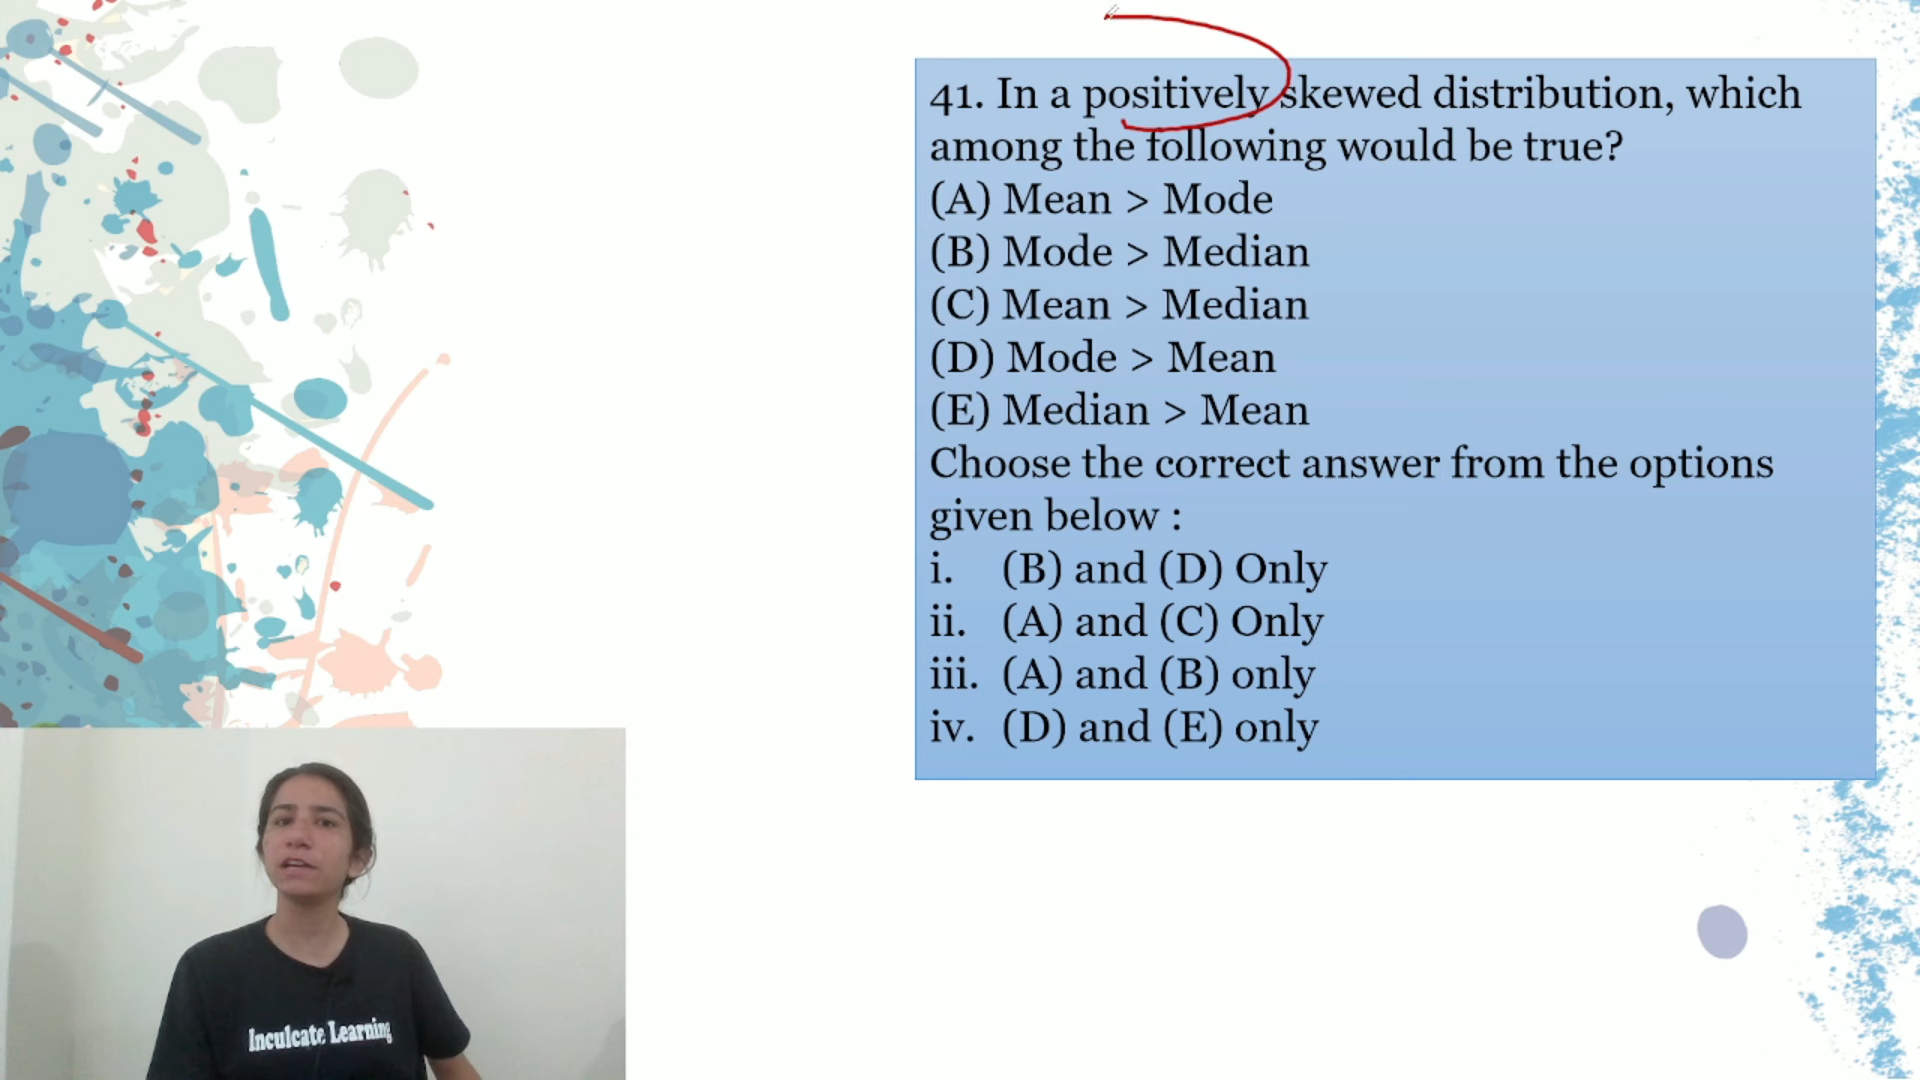 41. In a positively skewed distribution, which
among the following would be true?
(A) Mean > Mode
(B) Mode > Median
(C) Mean > Median
(D) Mode > Mean
(E) Median > Mean
Choose the correct answer from the options
given below :
i. (B) and (D) Only
ii. (A) and (C) Only
iii. (A) and (B) only
iv. (D) and (E) only
Inculcate Learning